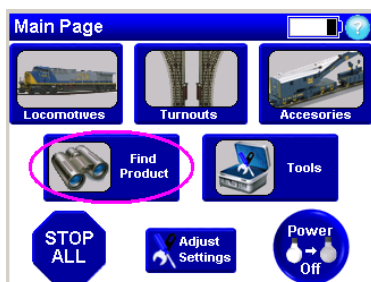 Main Page
?
Locomotives
Turnouts
Accesories
Find
Product
Tools
STOP
ALL
Adjust
Settings
Power
Off